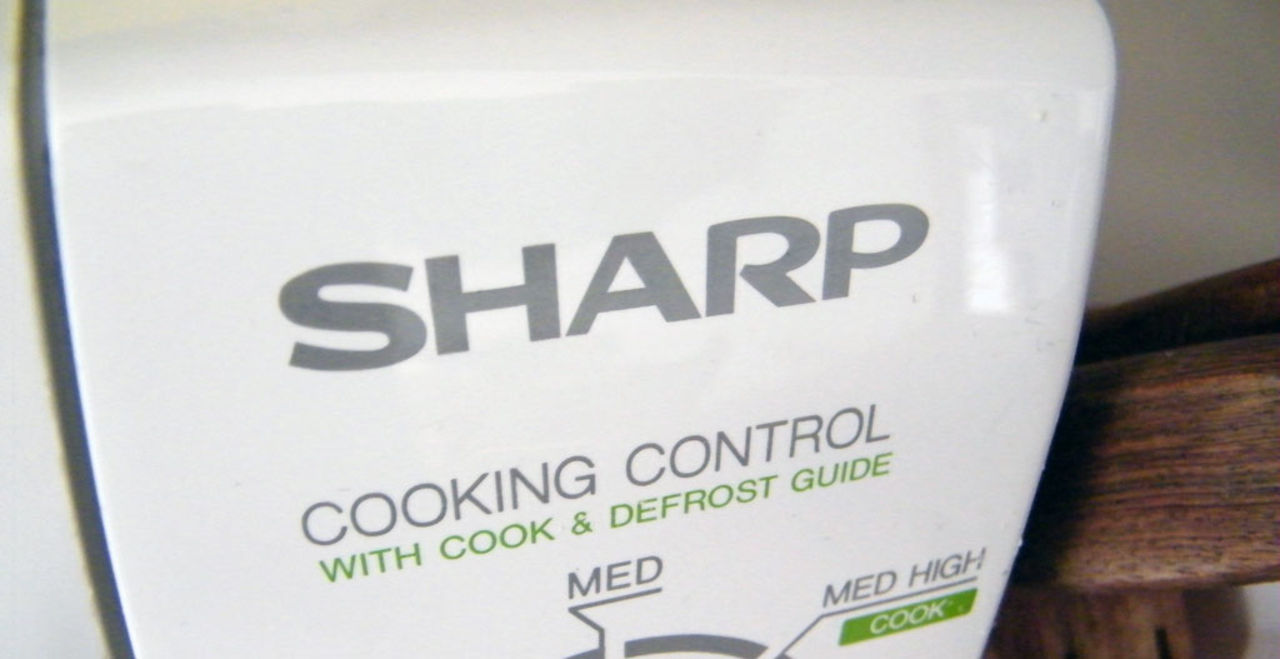 SHARP
COOKING CONTROL
WITH COOK & DEFROST GUIDE
MED
MED HIGH
COOK